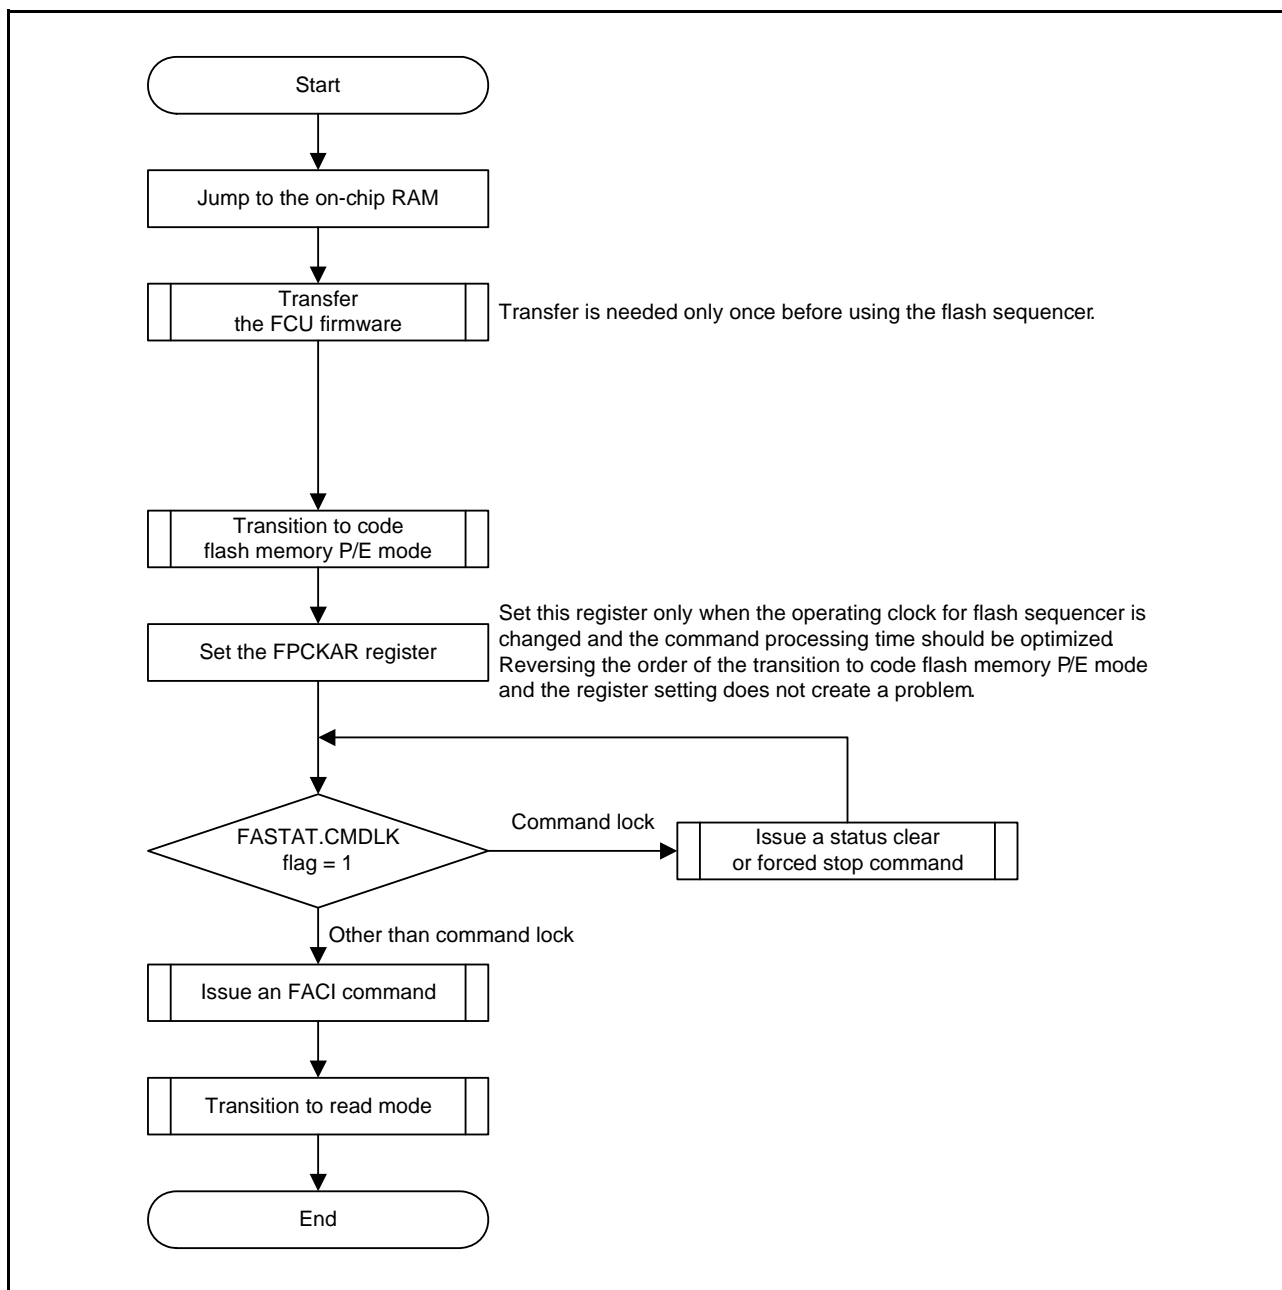 Start
Jump to the on-chip RAM
Transfer
the FCU firmware
Transfer is needed only once before using the flash sequencer.
Transition to code
flash memory P/E mode
Set the FPCKAR register
Set this register only when the operating clock for flash sequencer is
changed and the command processing time should be optimized.
Reversing the order of the transition to code flash memory P/E mode
and the register setting does not create a problem.
FASTAT.CMDLK
flag = 1
Command lock
Issue a status clear
or forced stop command
Other than command lock
Issue an FACI command
Transition to read mode
End